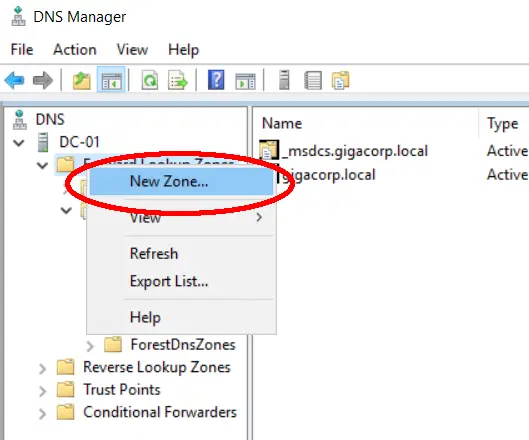 DNS Manager
File Action View Help
DNS
DC-01
Forward Lookup Zones
New Zone...
View
Refresh
Export List...
Help
ForestDnsZones
Reverse Lookup Zones
Trust Points
Conditional Forwarders
Name Type
_msdcs.gigacorp.local Active
gigacorp.local Active